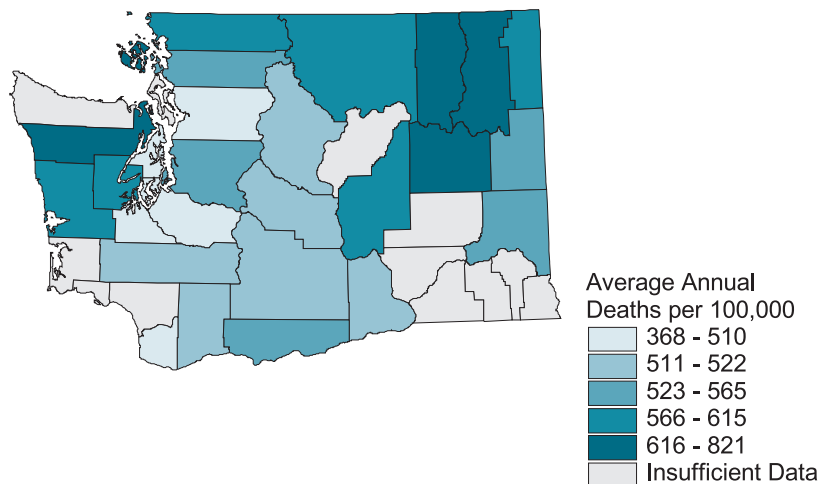 Average Annual
Deaths per 100,000
368 - 510
511 - 522
523 - 565
566 - 615
616 - 821
Insufficient Data